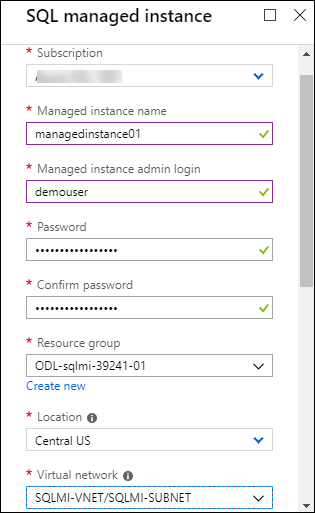 SQL managed instance
* Subscription
* Managed instance name
managedinstance01
* Managed instance admin login
demouser
* Password
•••••••••••••••••
* Confirm password
•••••••••••••••••
* Resource group
ODL-sqlmi-39241-01
Create new
* Location
Central US
* Virtual network
SQLMI-VNET/SQLMI-SUBNET